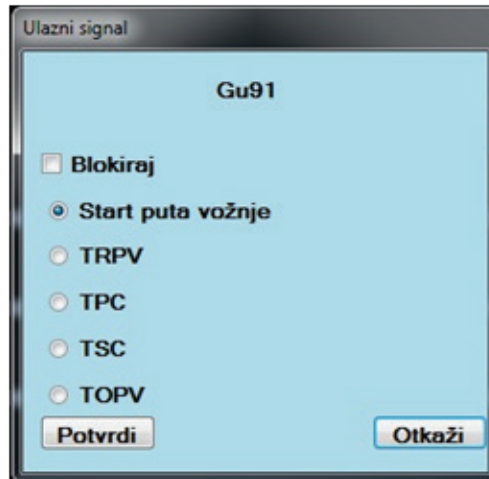 Ulazni signal
Gu91
Blokiraj
Start puta vožnje
TRPV
TPC
TSC
TOPV
Potvrdi Otkaži